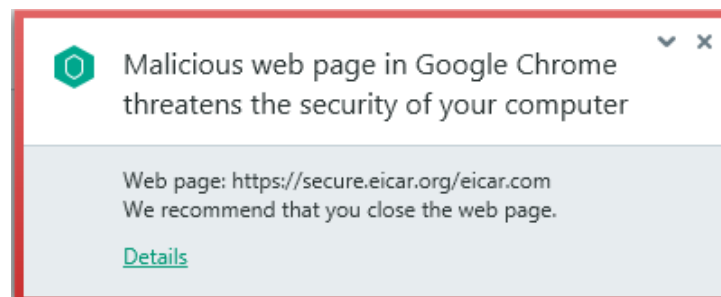 Malicious web page in Google Chrome
threatens the security of your computer
Web page: https://secure.eicar.org/eicar.com
We recommend that you close the web page.
Details